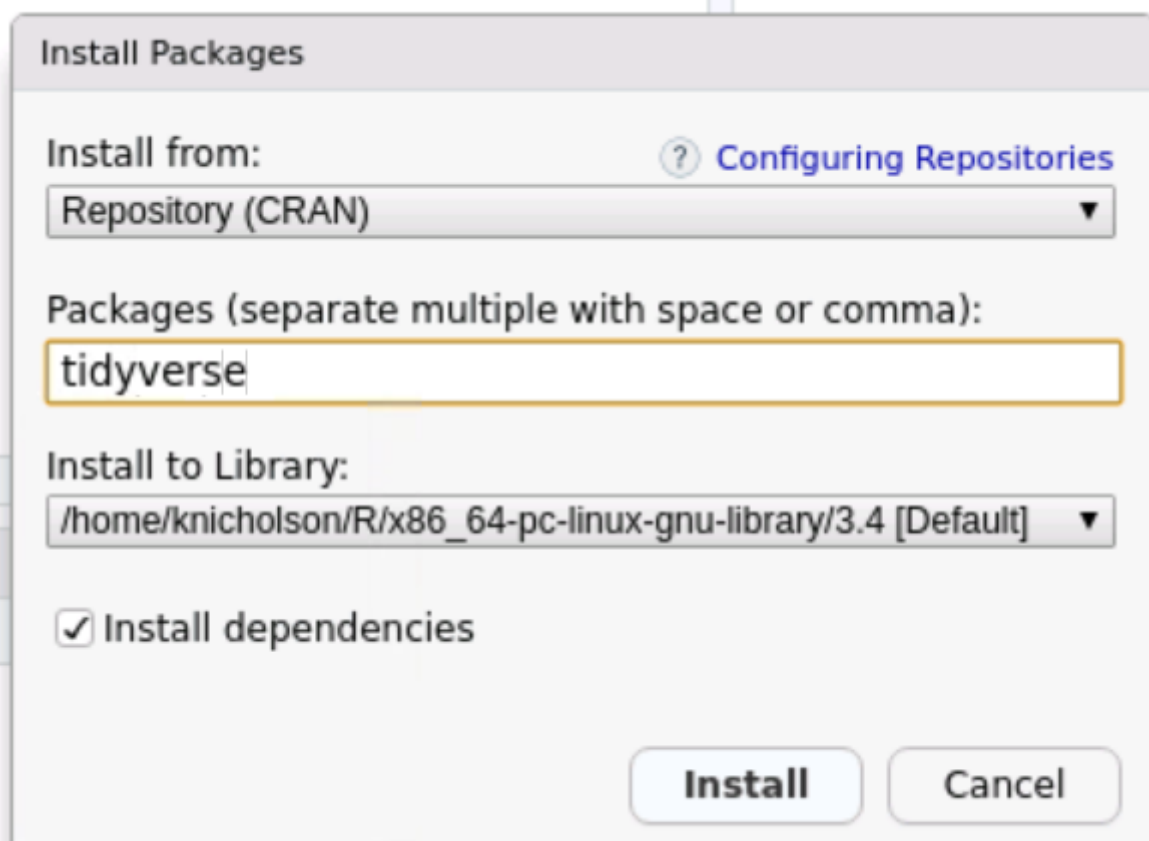 Install Packages
Install from:
? Configuring Repositories
Repository (CRAN)
Packages (separate multiple with space or comma):
tidyverse
Install to Library:
/home/knicholson/R/x86_64-pc-linux-gnu-library/3.4 [Default]
Install dependencies
Install
Cancel